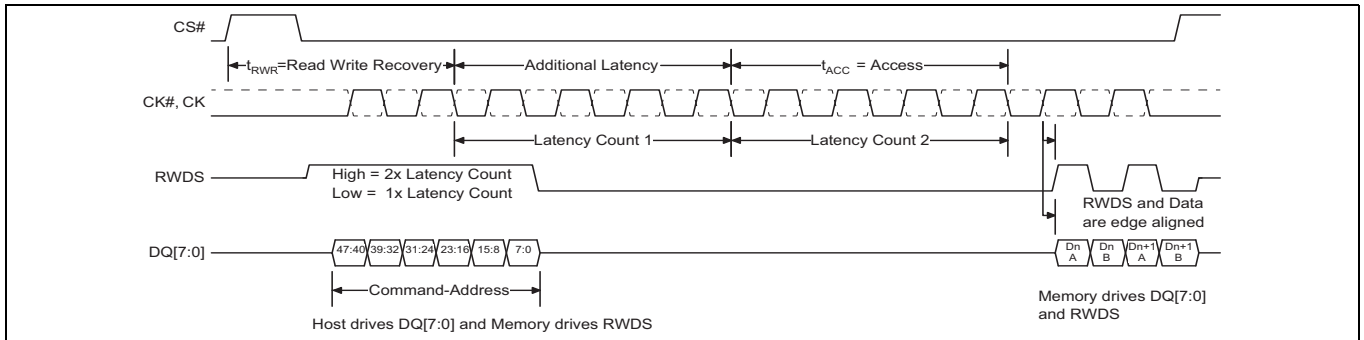 CS#
t_RWR=Read Write Recovery
Additional Latency
t_ACC = Access
CK#, CK
Latency Count 1
Latency Count 2
RWDS
High = 2x Latency Count
Low = 1x Latency Count
RWDS and Data
are edge aligned
DQ[7:0]
47:40 39:32 31:24 23:16 15:8 7:0
Dn Dn Dn+1 Dn+1
A B A B
Command-Address
Host drives DQ[7:0] and Memory drives RWDS
Memory drives DQ[7:0]
and RWDS